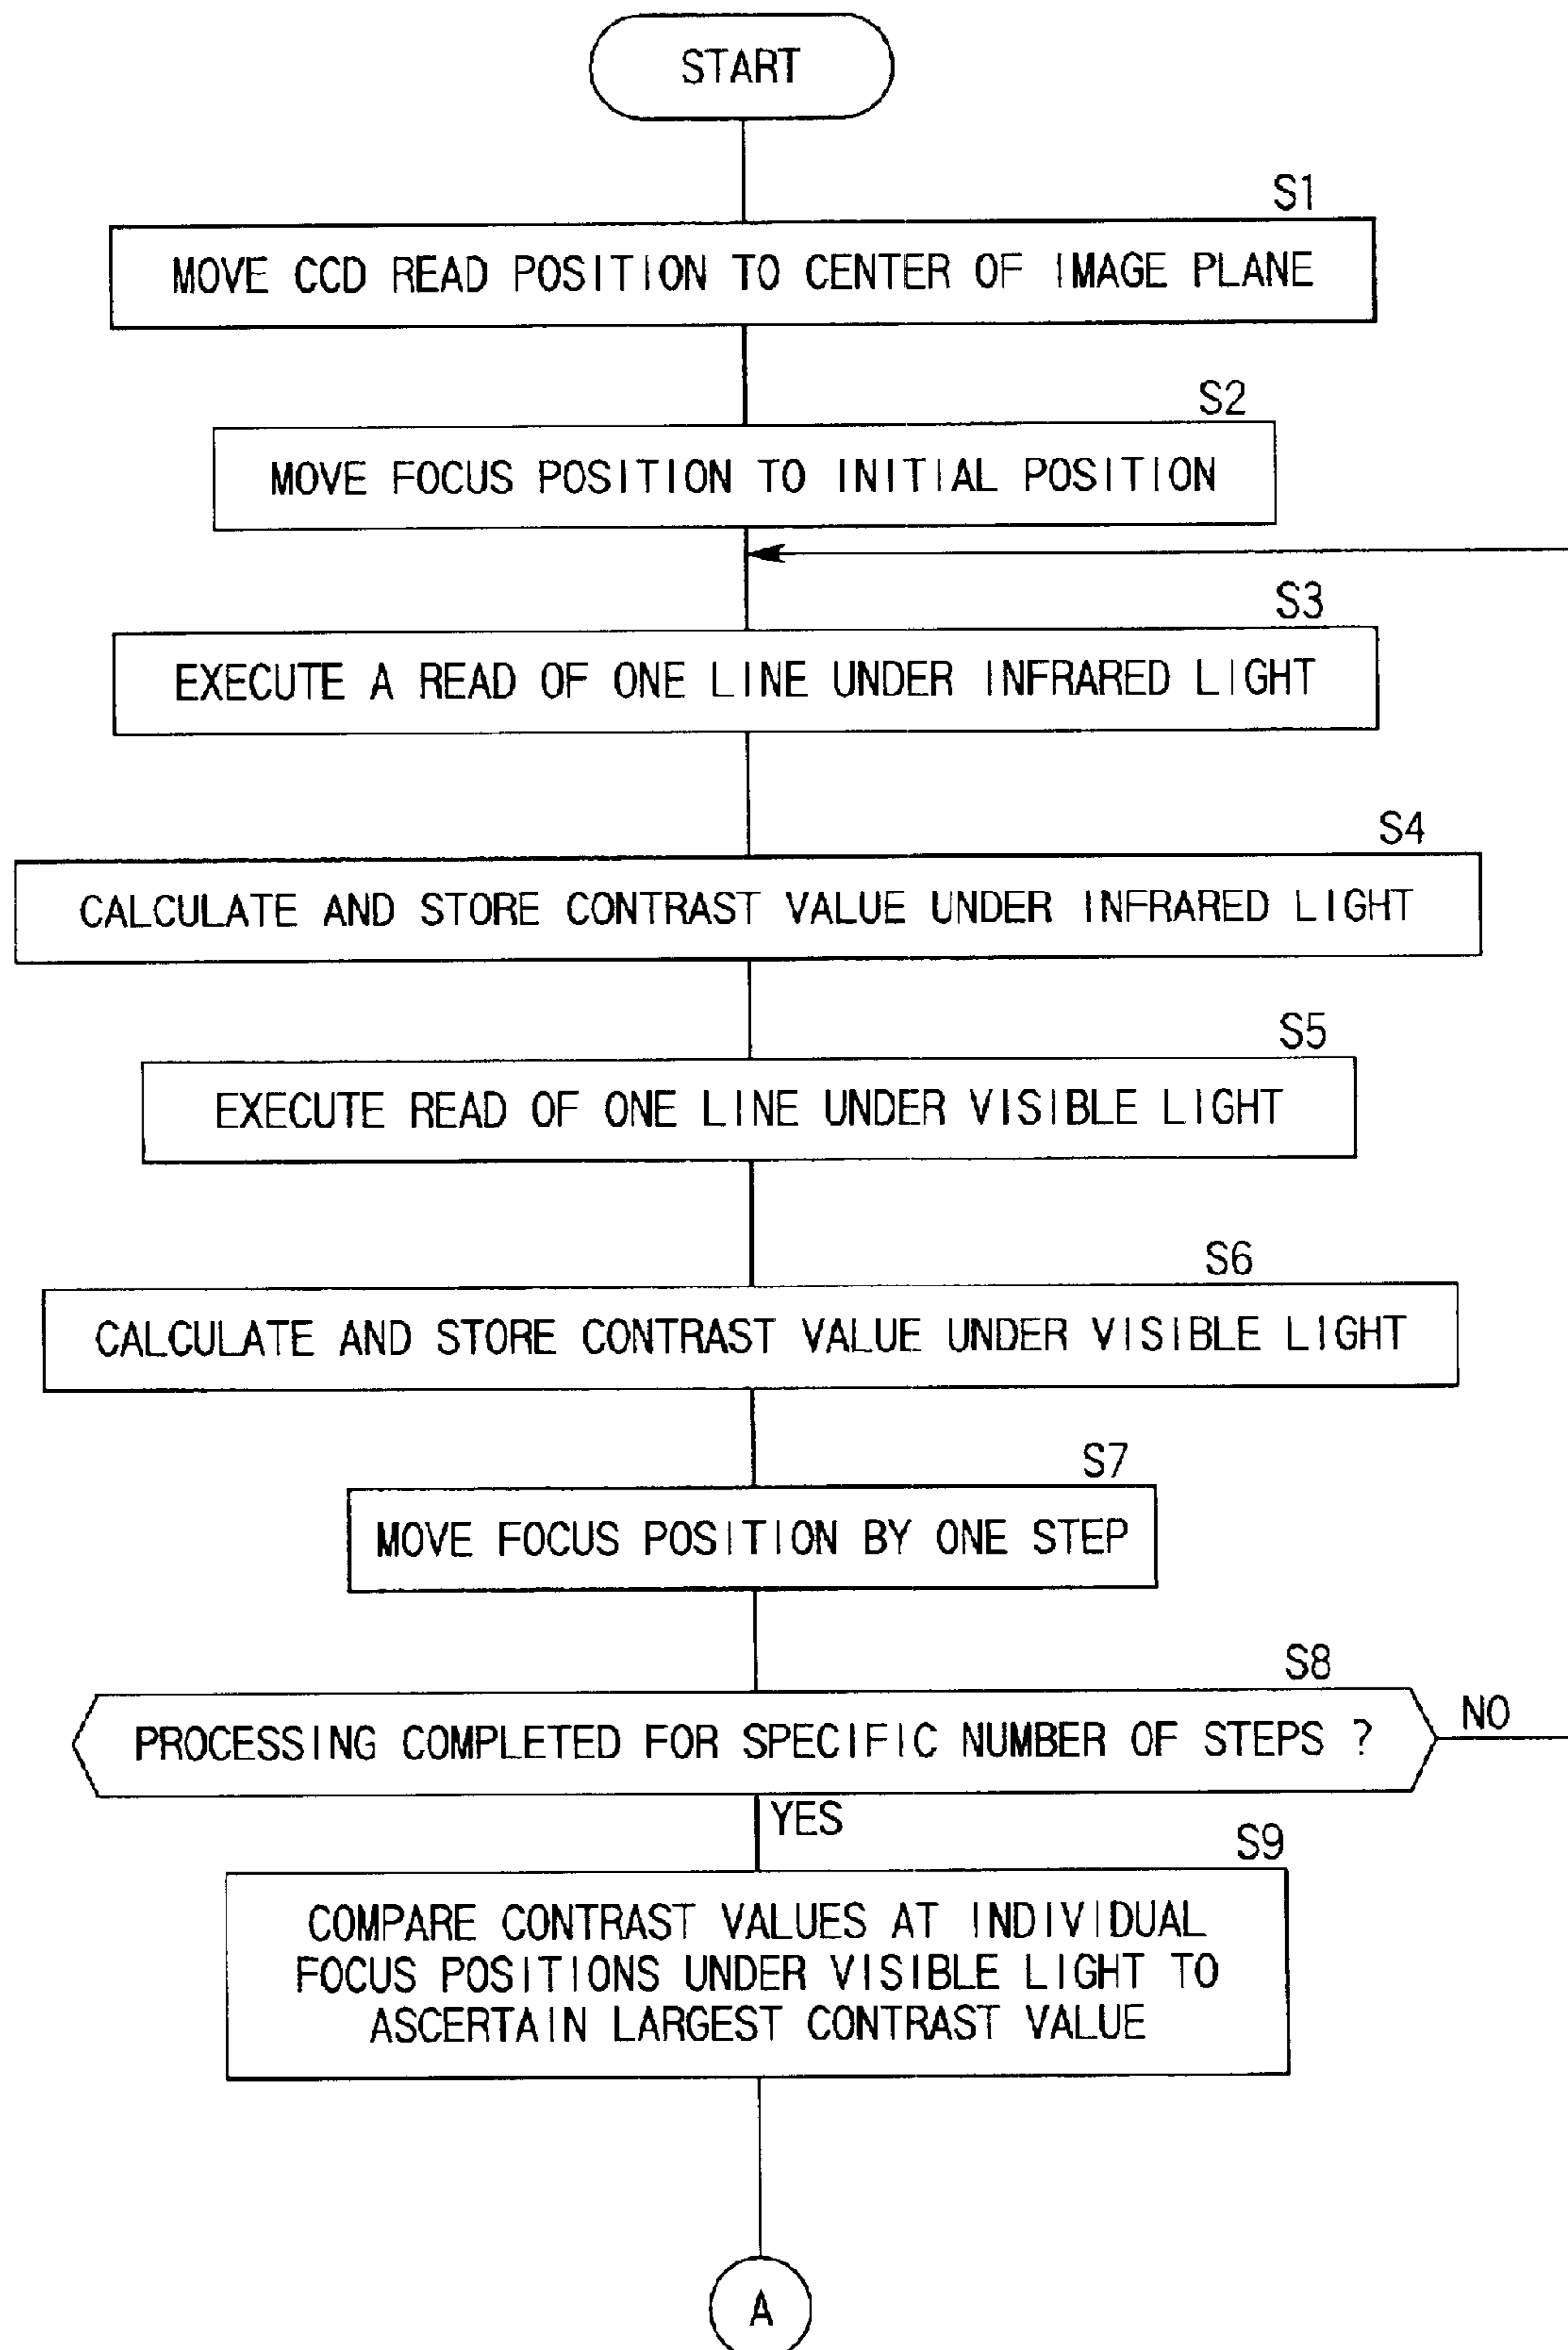 START
S1
MOVE CCD READ POSITION TO CENTER OF IMAGE PLANE
S2
MOVE FOCUS POSITION TO INITIAL POSITION
S3
EXECUTE A READ OF ONE LINE UNDER INFRARED LIGHT
S4
CALCULATE AND STORE CONTRAST VALUE UNDER INFRARED LIGHT
S5
EXECUTE READ OF ONE LINE UNDER VISIBLE LIGHT
S6
CALCULATE AND STORE CONTRAST VALUE UNDER VISIBLE LIGHT
S7
MOVE FOCUS POSITION BY ONE STEP
S8
PROCESSING COMPLETED FOR SPECIFIC NUMBER OF STEPS ?
NO
YES
S9
COMPARE CONTRAST VALUES AT INDIVIDUAL
FOCUS POSITIONS UNDER VISIBLE LIGHT TO
ASCERTAIN LARGEST CONTRAST VALUE
A